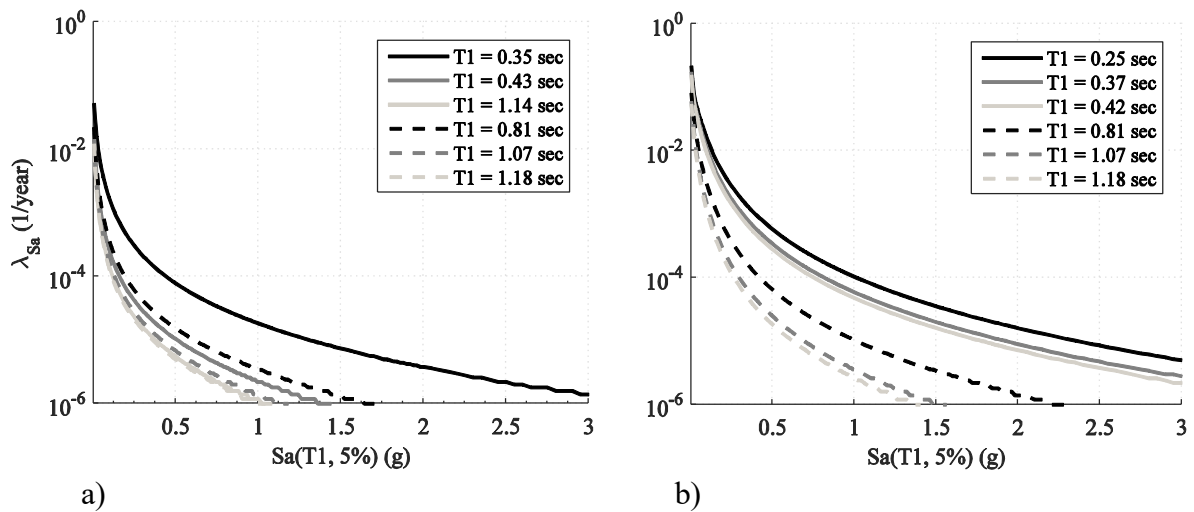 10^0
10^-2
10^-4
10^-6
λ_Sa (1/year)
T1 = 0.35 sec
T1 = 0.43 sec
T1 = 1.14 sec
T1 = 0.81 sec
T1 = 1.07 sec
T1 = 1.18 sec
0.5 1 1.5 2 2.5 3
Sa(T1, 5%) (g)
a)
10^0
10^-2
10^-4
10^-6
T1 = 0.25 sec
T1 = 0.37 sec
T1 = 0.42 sec
T1 = 0.81 sec
T1 = 1.07 sec
T1 = 1.18 sec
0.5 1 1.5 2 2.5 3
Sa(T1, 5%) (g)
b)